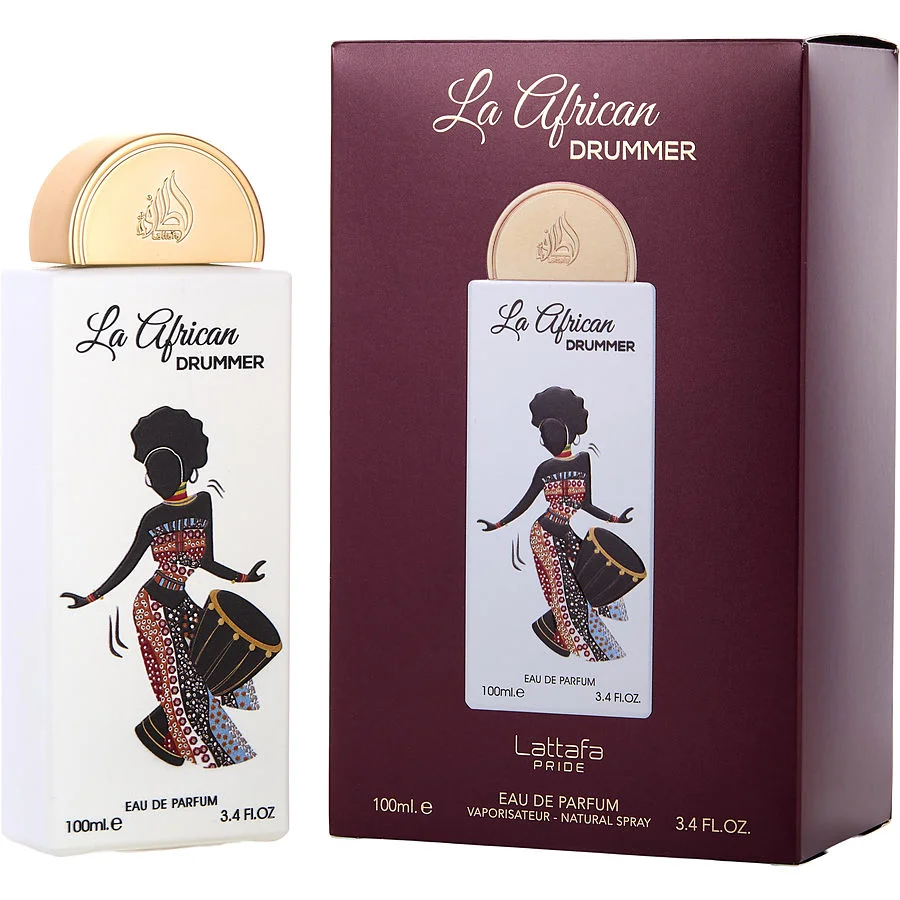 Lattafa
La African
DRUMMER
EAU DE PARFUM
100ml.e 3.4 FL.OZ
La African
DRUMMER
Lattafa
La African
DRUMMER
EAU DE PARFUM
100ml.e 3.4 FL.OZ.
Lattafa
PRIDE
100ml.e EAU DE PARFUM 3.4 FL.OZ.
VAPORISATEUR - NATURAL SPRAY